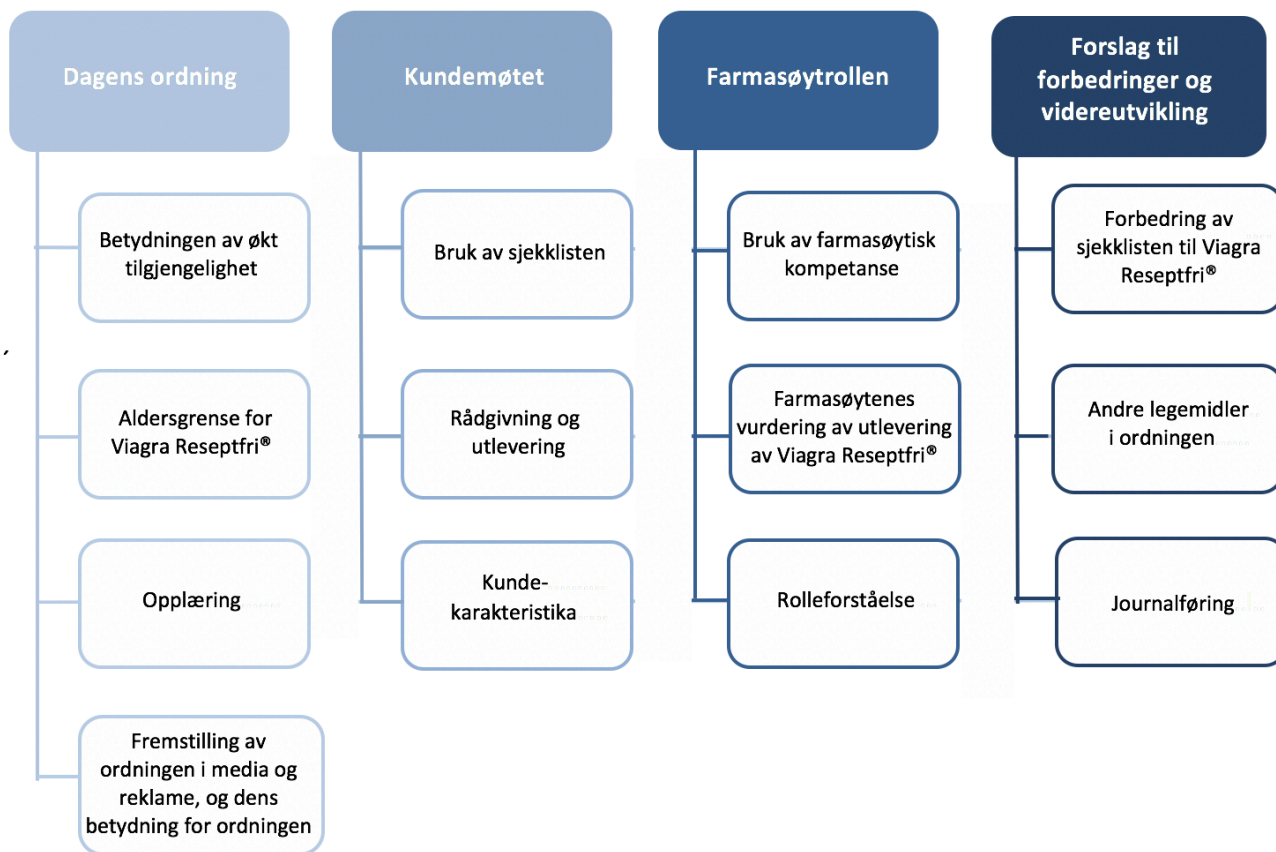 Dagens ordning
Betydningen av økt
tilgjengelighet
Aldersgrense for
Viagra Reseptfri®
Opplæring
Fremstilling av
ordningen i media og
reklame, og dens
betydning for ordningen
Kundemøtet
Bruk av sjekklisten
Rådgivning og
utlevering
Kunde-
karakteristika
Farmasøytrollen
Bruk av farmasøytisk
kompetanse
Farmasøytenes
vurdering av utlevering
av Viagra Reseptfri®
Rolleforståelse
Forslag til
forbedringer og
videreutvikling
Forbedring av
sjekklisten til Viagra
Reseptfri®
Andre legemidler
i ordningen
Journalføring